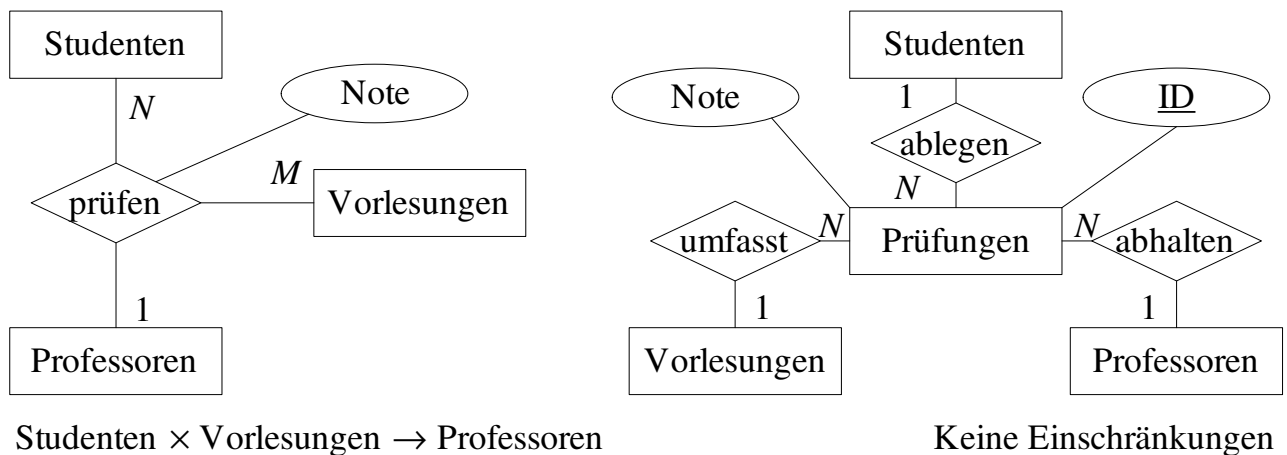 Studenten
N
Note
M
prüfen
Vorlesungen
1
Professoren
Studenten × Vorlesungen → Professoren
Studenten
Note
1
ID
ablegen
N
umfasst
N
Prüfungen
N
abhalten
1
1
Vorlesungen
Professoren
Keine Einschränkungen